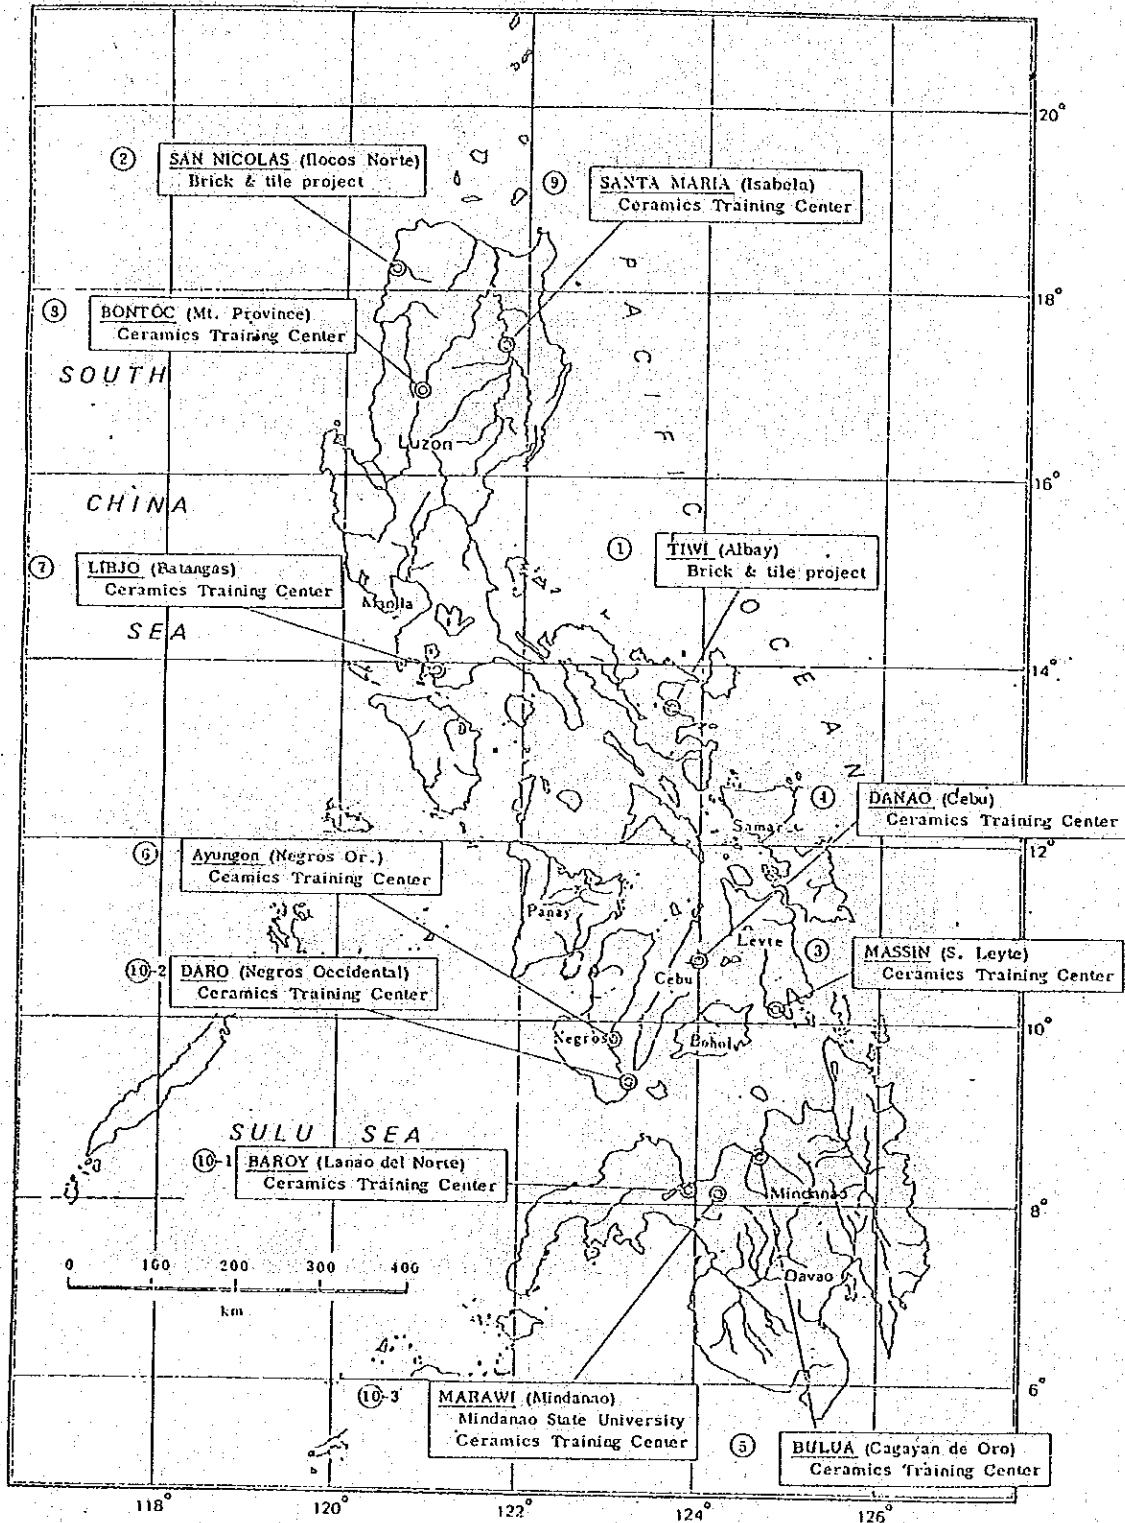 20°
② SAN NICOLAS (Ilocos Norte)
Brick & tile project
⑨ SANTA MARIA (Isabela)
Ceramics Training Center
PACIFIC OCEAN
18°
⑧ BONTOC (Mt. Province)
Ceramics Training Center
SOUTH
Luzon
16°
CHINA
① TIWI (Albay)
Brick & tile project
⑦ LIBJO (Batangas)
Ceramics Training Center
Manila
SEA
14°
④ DANAO (Cebu)
Ceramics Training Center
Samar
12°
⑥ Ayungon (Negros Or.)
Ceamics Training Center
Panay
Leyte
③ MASSIN (S. Leyte)
Ceramics Training Center
⑩-2 DARO (Negros Occidental)
Ceramics Training Center
Cebu
10°
Negros
Bohol
SULU SEA
⑩-1 BAROY (Lanao del Norte)
Ceramics Training Center
Mindanao
8°
0 100 200 300 400
km
Davao
6°
⑩-3 MARAWI (Mindanao)
Mindanao State University
Ceramics Training Center
⑤ BULUA (Cagayan de Oro)
Ceramics Training Center
118° 120° 122° 124° 126°